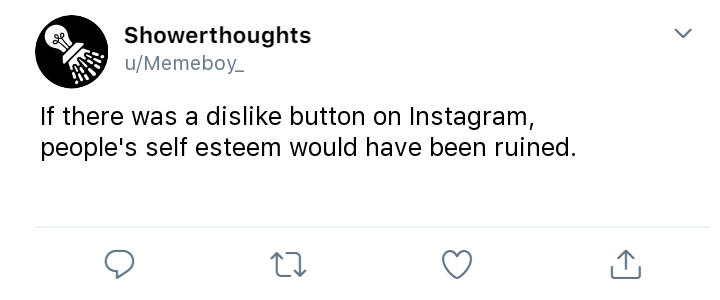 Showerthoughts
u/Memeboy_
If there was a dislike button on Instagram,
people's self esteem would have been ruined.